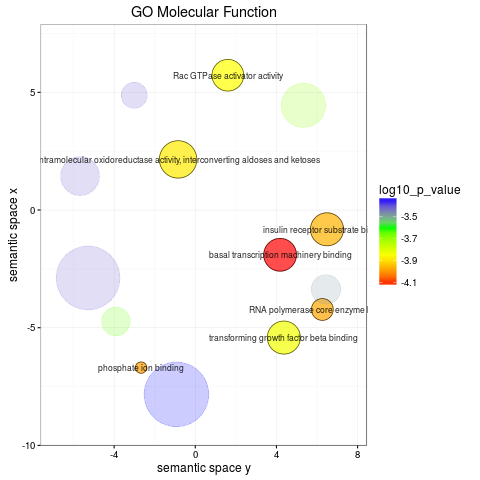 GO Molecular Function
Rac GTPase activator activity
ntramolecular oxidoreductase activity, interconverting aldoses and ketoses
insulin receptor substrate bi
basal transcription machinery binding
RNA polymerase core enzyme
transforming growth factor beta binding
phosphate ion binding
semantic space x
5
0
-5
-10
-4
0
4
8
semantic space y
log10_p_value
-3.5
-3.7
-3.9
-4.1